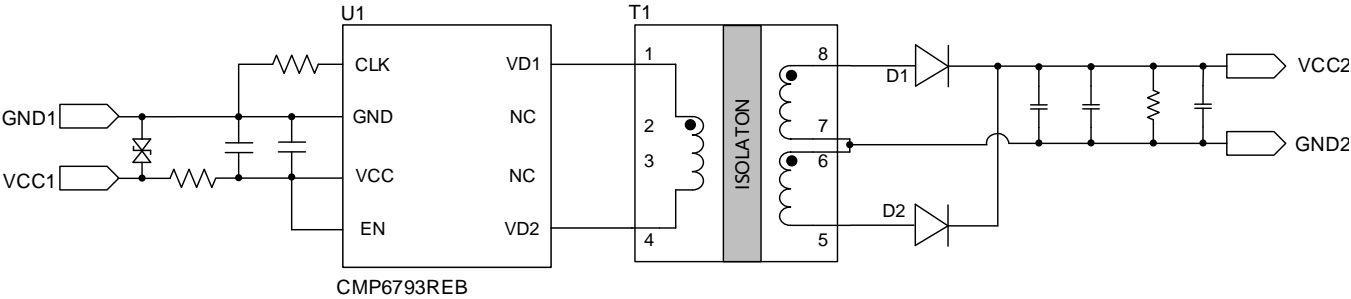 U1
T1
CLK
VD1
1
8
D1
VCC2
GND1
GND
NC
2
7
3
6
ISOLATON
GND2
VCC1
VCC
NC
D2
EN
VD2
4
5
CMP6793REB